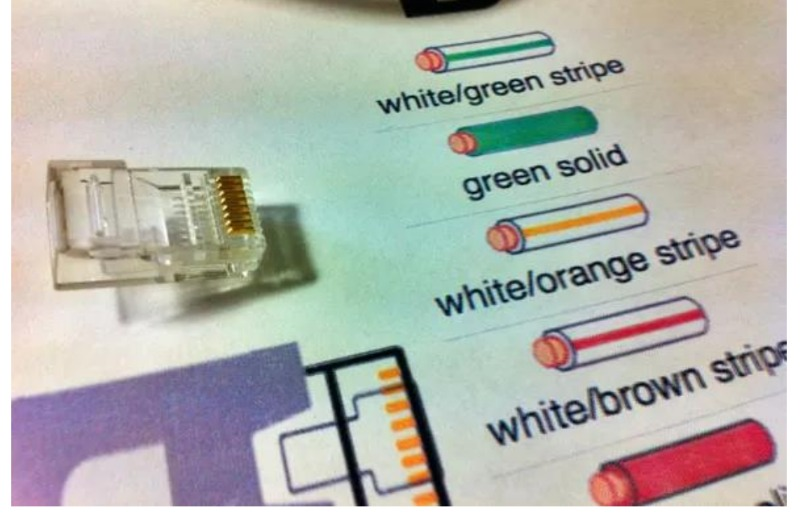 white/green stripe
green solid
white/orange stripe
white/brown stripe